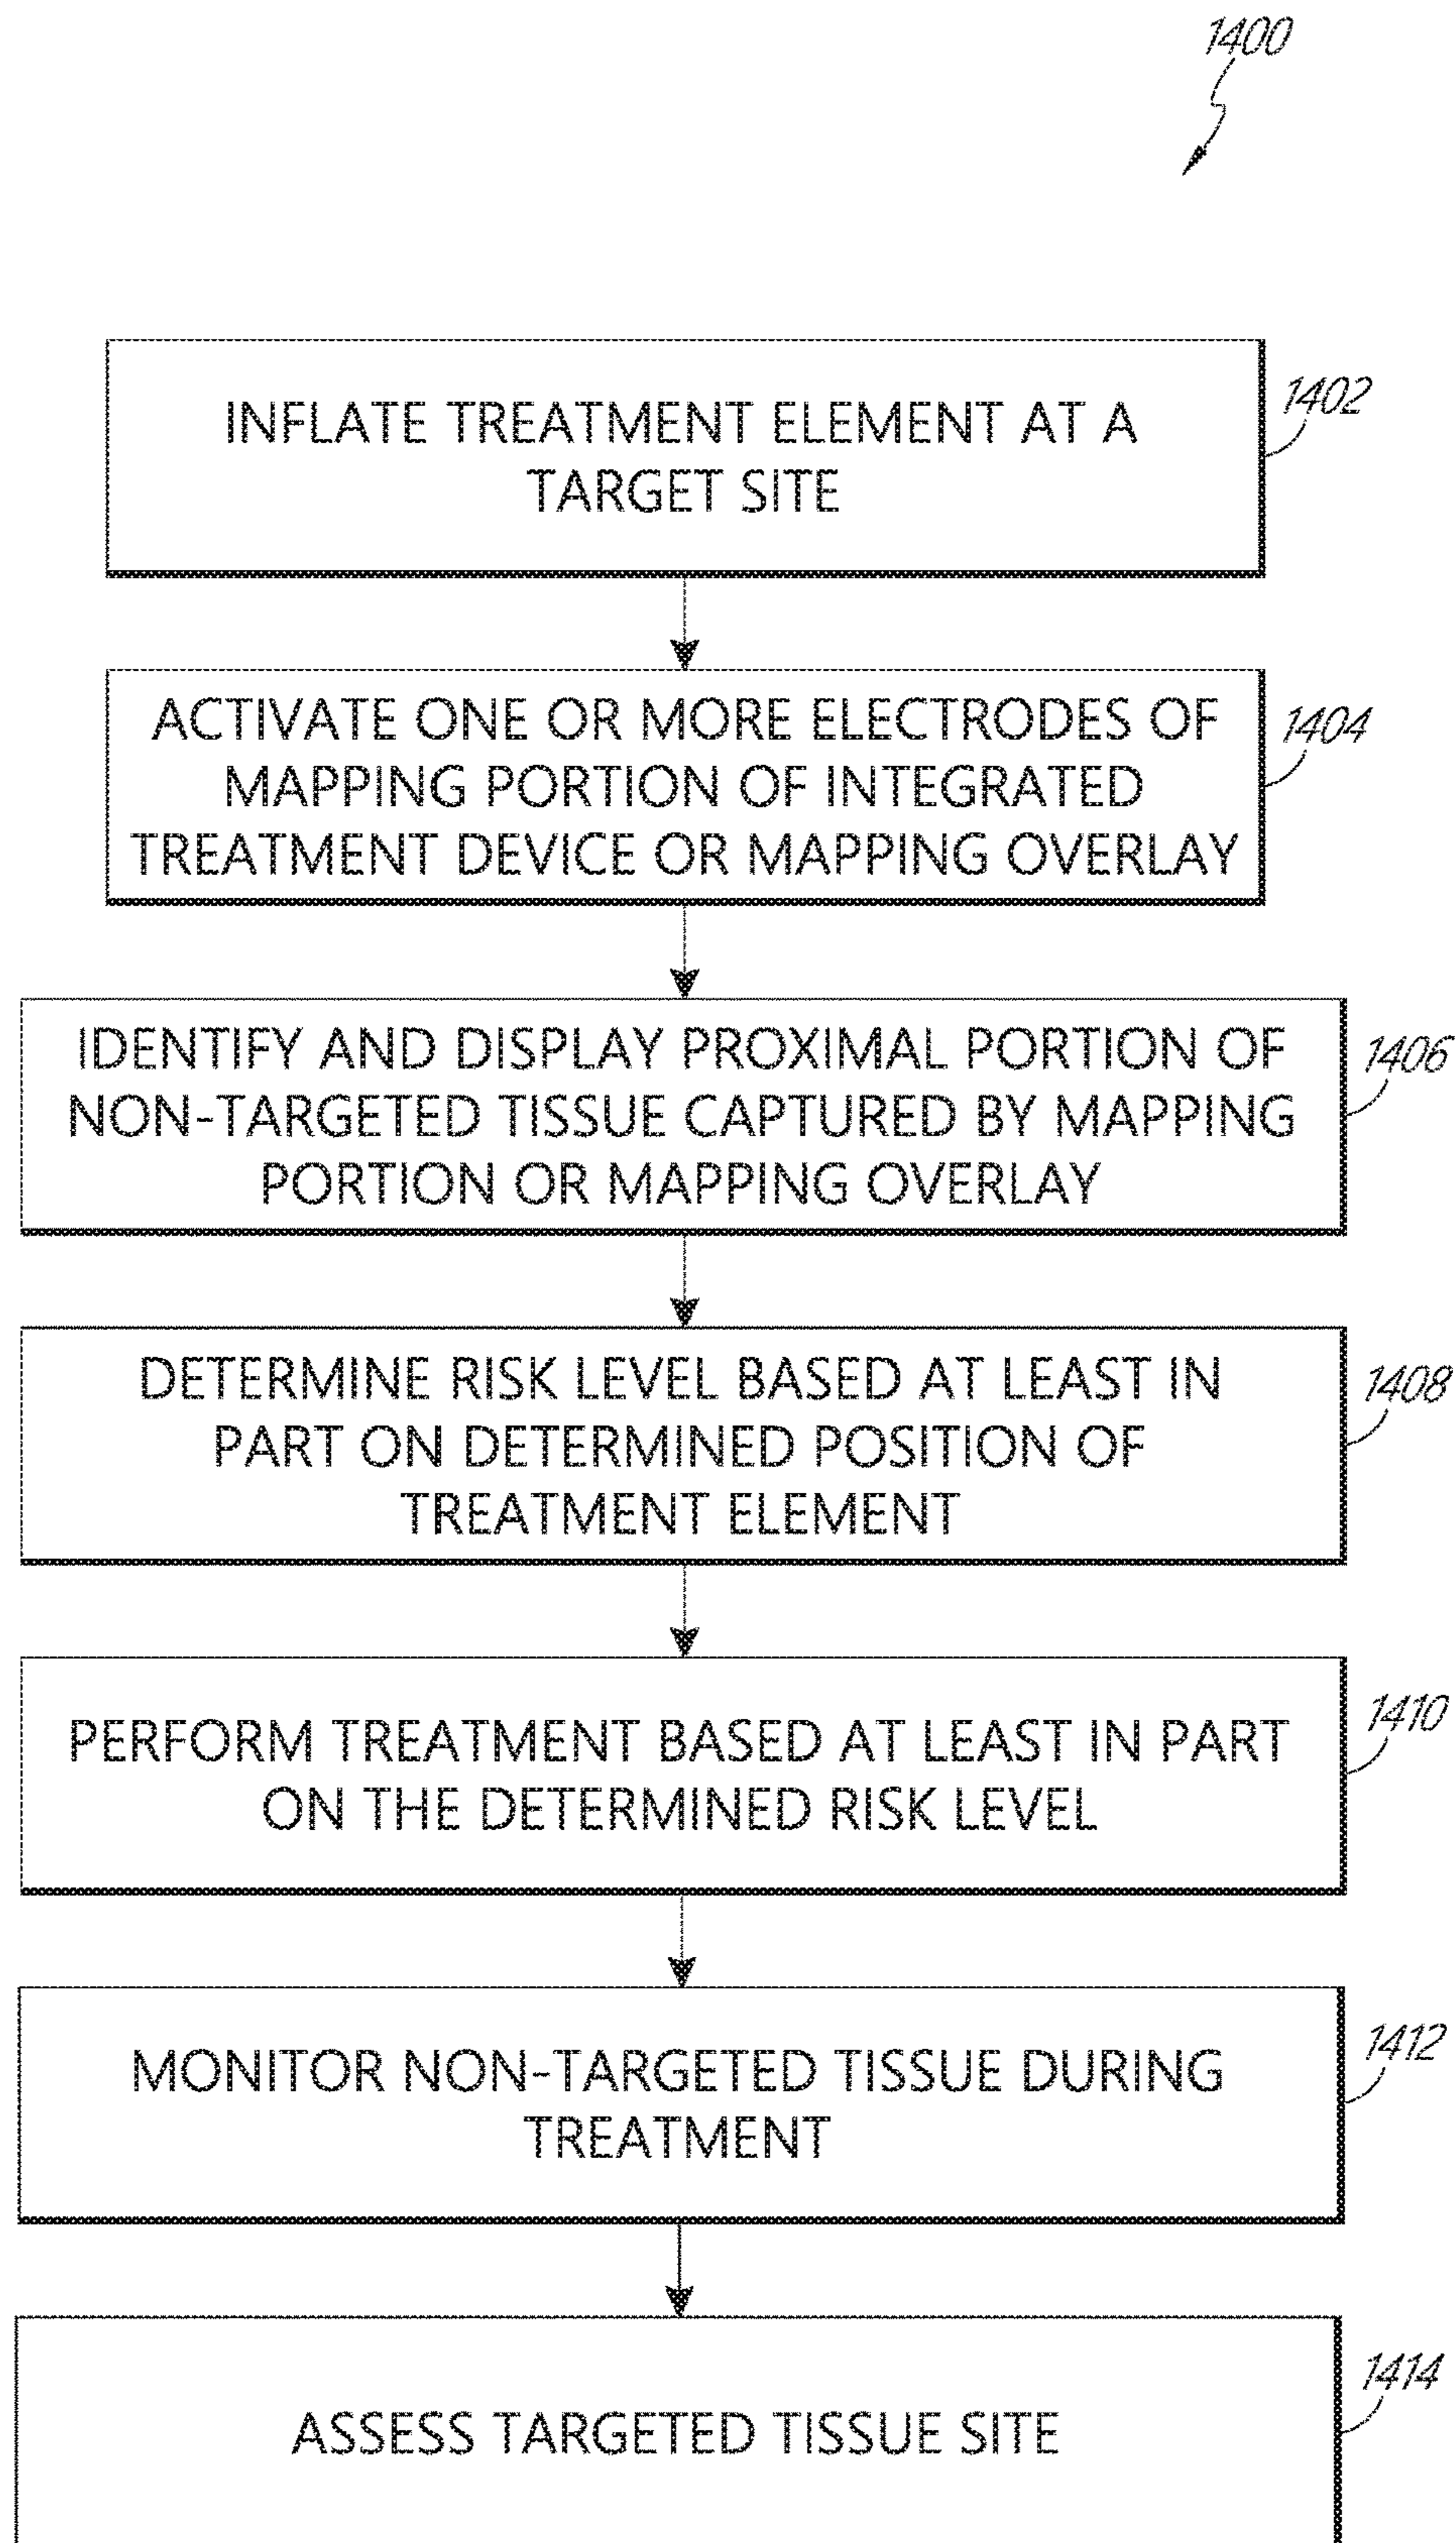 1400
INFLATE TREATMENT ELEMENT AT A
TARGET SITE
1402
ACTIVATE ONE OR MORE ELECTRODES OF
MAPPING PORTION OF INTEGRATED
TREATMENT DEVICE OR MAPPING OVERLAY
1404
IDENTIFY AND DISPLAY PROXIMAL PORTION OF
NON-TARGETED TISSUE CAPTURED BY MAPPING
PORTION OR MAPPING OVERLAY
1406
DETERMINE RISK LEVEL BASED AT LEAST IN
PART ON DETERMINED POSITION OF
TREATMENT ELEMENT
1408
PERFORM TREATMENT BASED AT LEAST IN PART
ON THE DETERMINED RISK LEVEL
1410
MONITOR NON-TARGETED TISSUE DURING
TREATMENT
1412
ASSESS TARGETED TISSUE SITE
1414